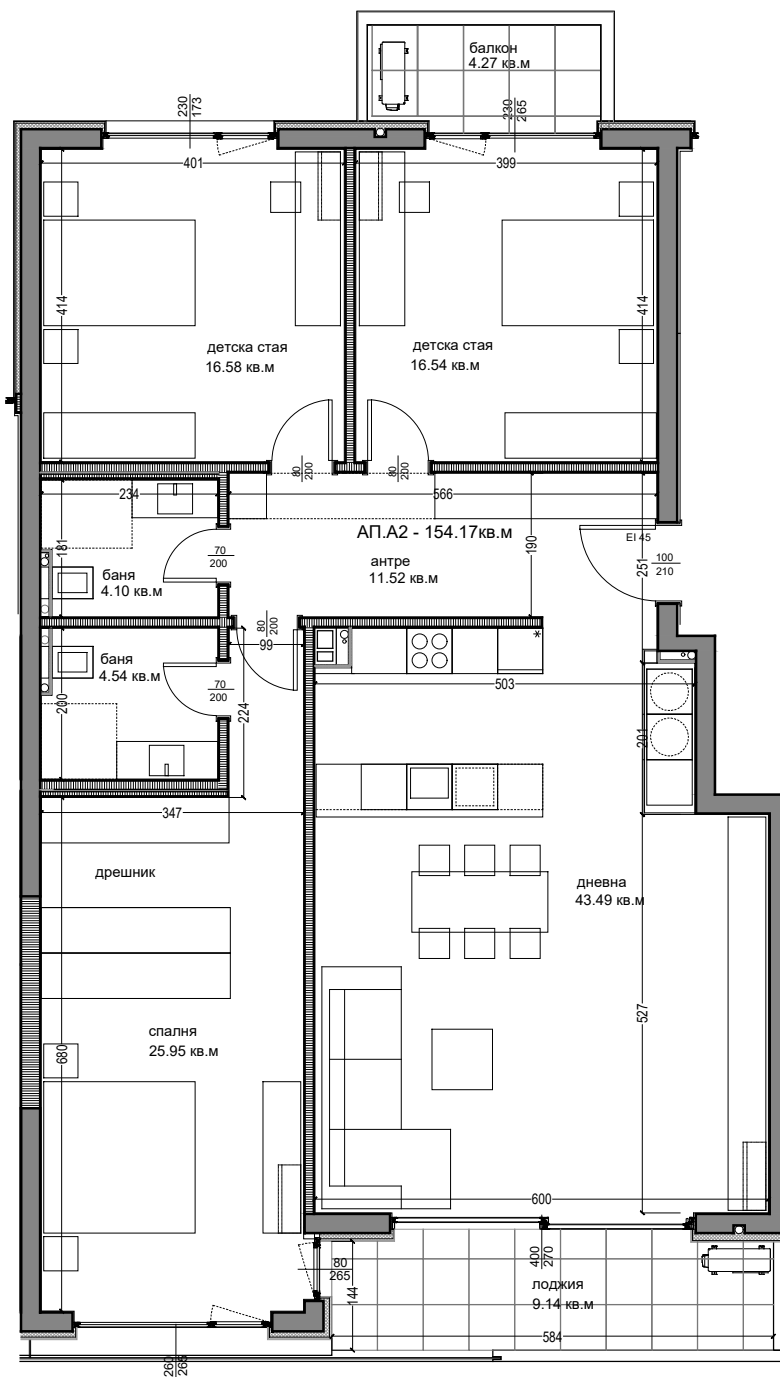 балкон
4.27 кв.м
230
173
230
265
401
399
414
414
детска стая
16.58 кв.м
детска стая
16.54 кв.м
80
200
80
200
234
566
АП.А2 - 154.17кв.м
EI 45
181
70
200
190
251
100
210
антре
11.52 кв.м
баня
4.10 кв.м
80
200
99
*
баня
4.54 кв.м
200
70
200
224
503
201
347
дрешник
дневна
43.49 кв.м
527
спалня
25.95 кв.м
680
600
400
270
80
265
144
лоджия
9.14 кв.м
584
260
265